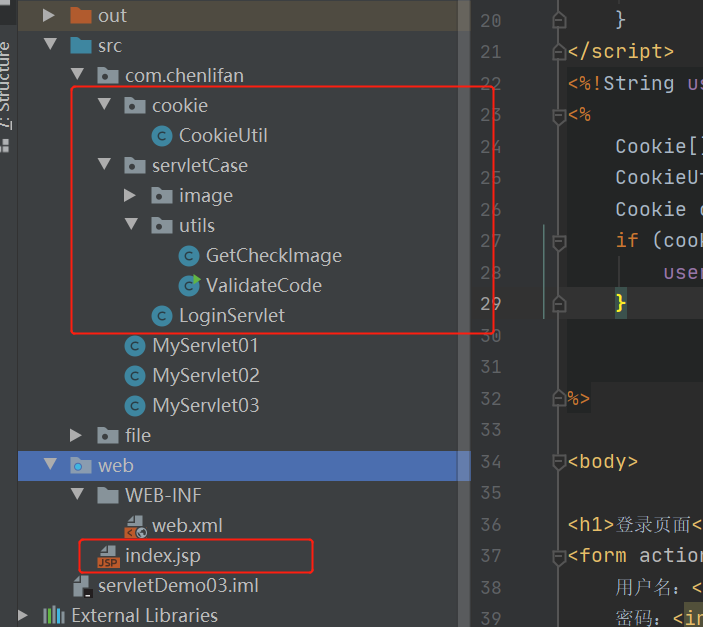 7: Structure
out
src
com.chenlifan
cookie
CookieUtil
servletCase
image
utils
GetCheckImage
ValidateCode
LoginServlet
MyServlet01
MyServlet02
MyServlet03
file
web
WEB-INF
web.xml
index.jsp
servletDemo03.iml
External Libraries
20 }
21 </script>
22 <%!String us
23 <%
24 Cookie[]
25 CookieUt
26 Cookie c
27 if (cook
28 user
29 }
30
31
32 %>
33
34 <body>
35
36 <h1>登录页面<
37 <form action
38 用户名：<
39 密码：<in